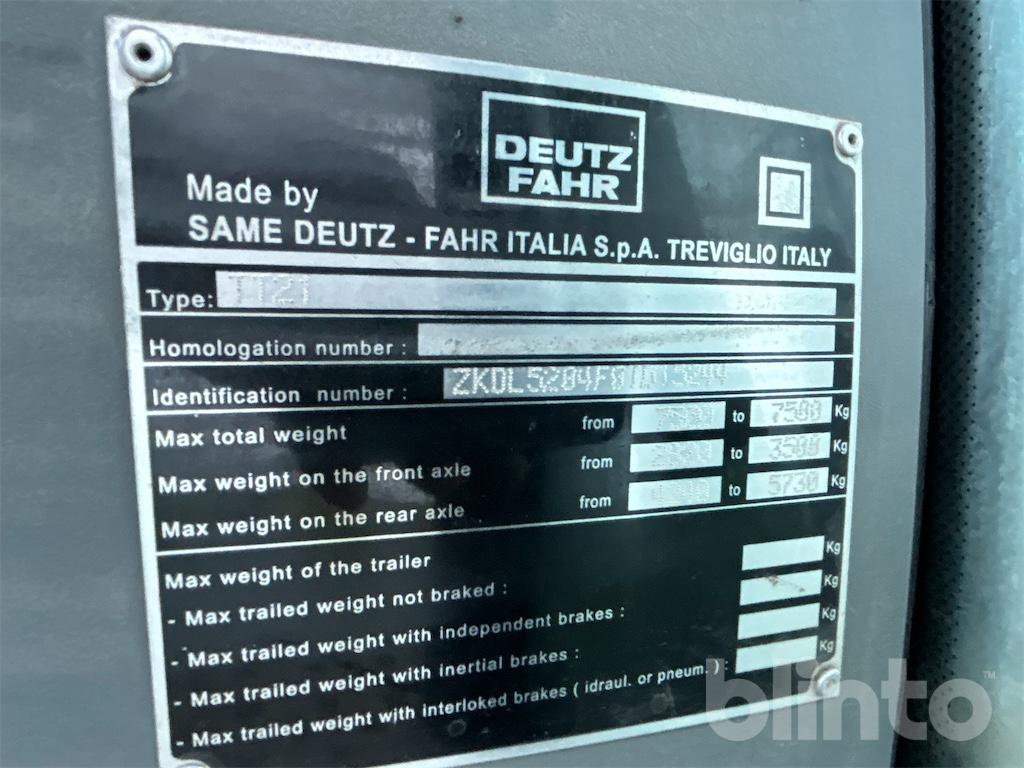 DEUTZ
FAHR
Made by
SAME DEUTZ - FAHR ITALIA S.p.A. TREVIGLIO ITALY
Type: TT2T
Homologation number :
Identification number :
Max total weight from 7500 to 7500 Kg
Max weight on the front axle from to 3500 Kg
Max weight on the rear axle from to 5730 Kg
Max weight of the trailer
- Max trailed weight not braked : Kg
- Max trailed weight with independent brakes : Kg
- Max trailed weight with inertial brakes : Kg
- Max trailed weight with interloked brakes ( idraul. or pneum. ) : Kg
blinto™